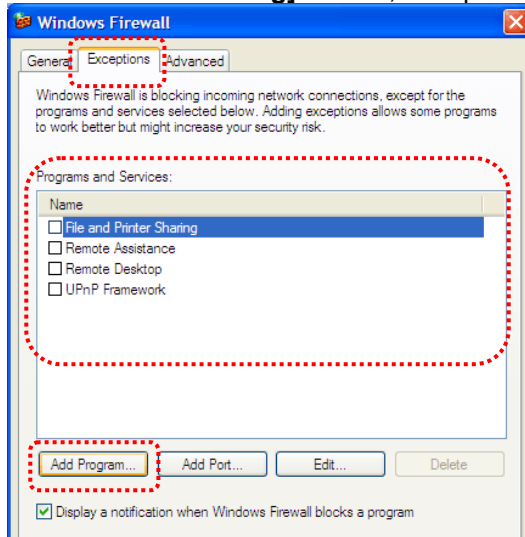 Windows Firewall
General Exceptions Advanced
Windows Firewall is blocking incoming network connections, except for the
programs and services selected below. Adding exceptions allows some programs
to work better but might increase your security risk.
Programs and Services:
Name
File and Printer Sharing
Remote Assistance
Remote Desktop
UPnP Framework
Add Program... Add Port... Edit... Delete
Display a notification when Windows Firewall blocks a program